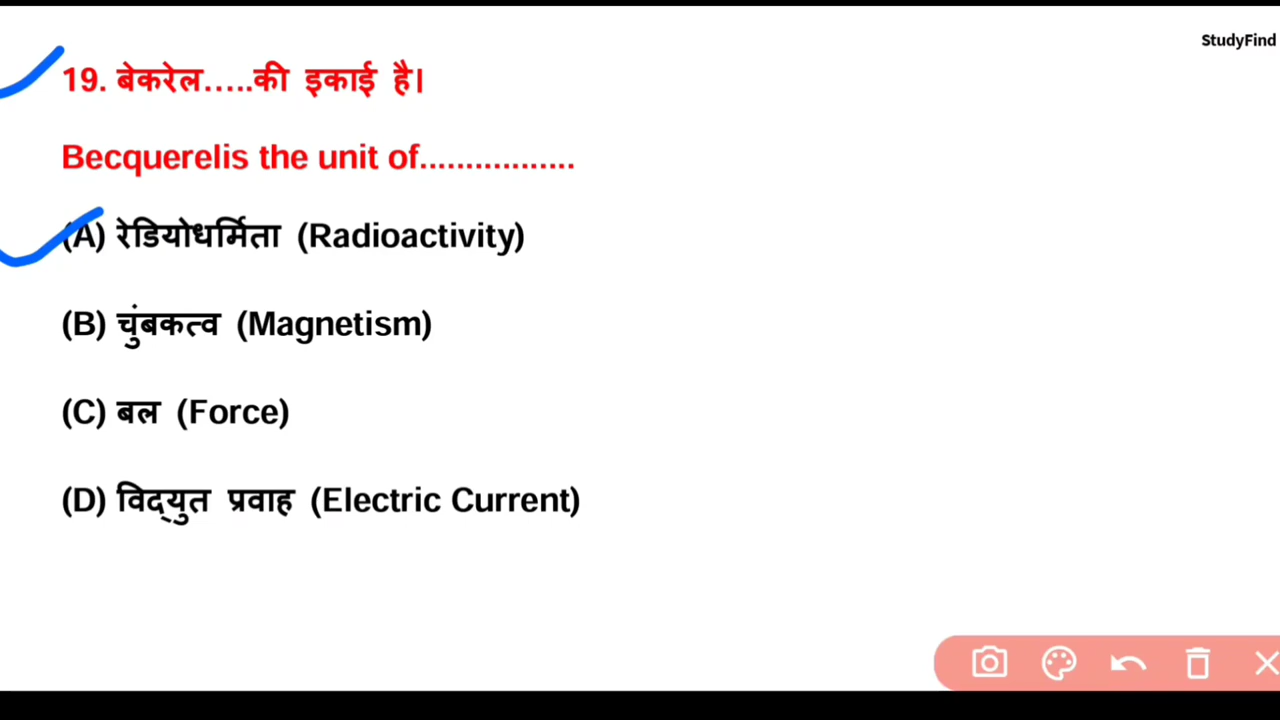 StudyFind
19. बेकरेल.....की इकाई है।
Becquerelis the unit of.................
(A) रेडियोधर्मिता (Radioactivity)
(B) चुंबकत्व (Magnetism)
(C) बल (Force)
(D) विद्युत प्रवाह (Electric Current)